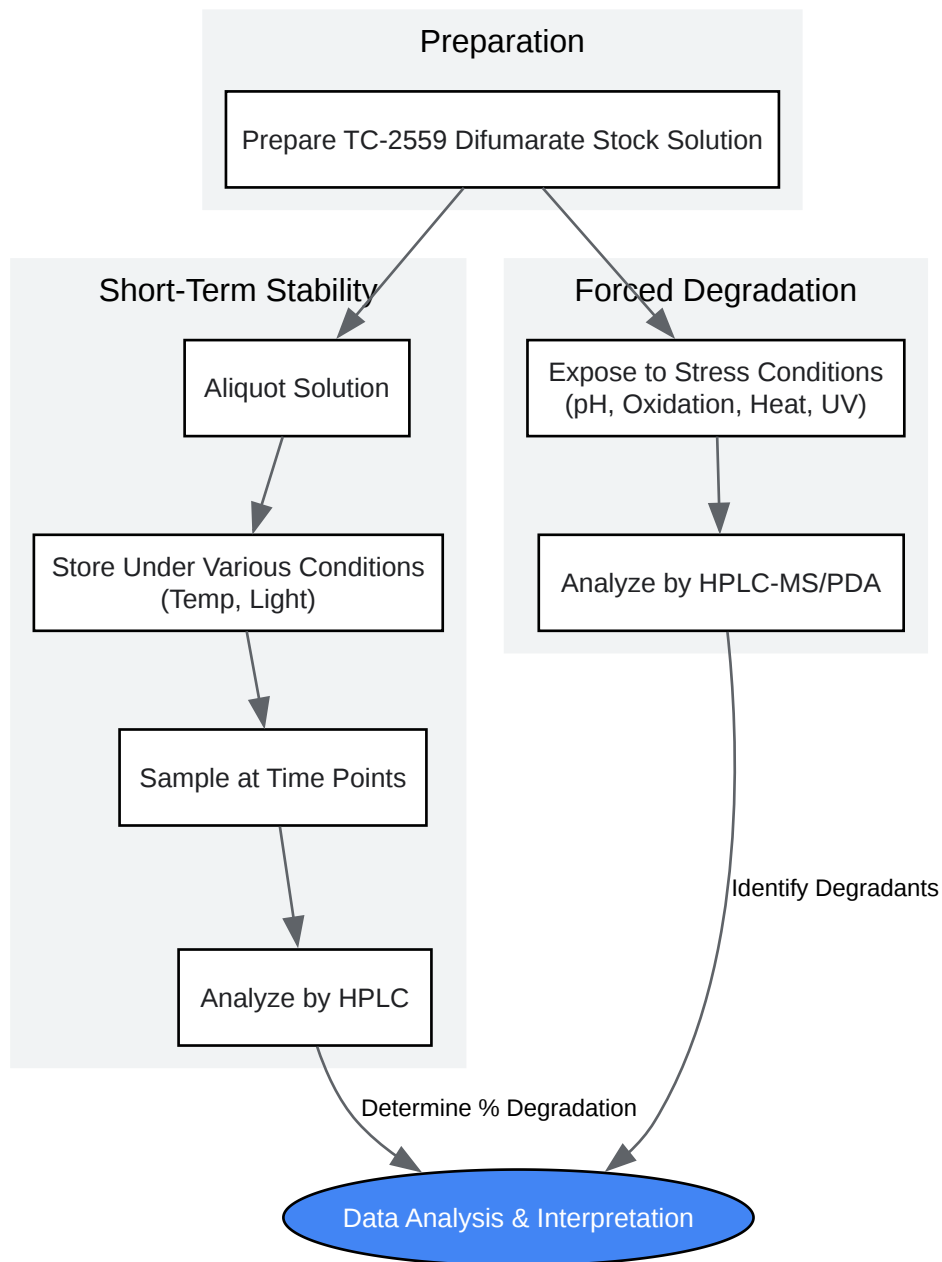 Preparation
Prepare TC-2559 Difumarate Stock Solution
Short-Term Stability
Aliquot Solution
Store Under Various Conditions
(Temp, Light)
Sample at Time Points
Analyze by HPLC
Determine % Degradation
Forced Degradation
Expose to Stress Conditions
(pH, Oxidation, Heat, UV)
Analyze by HPLC-MS/PDA
Identify Degradants
Data Analysis & Interpretation